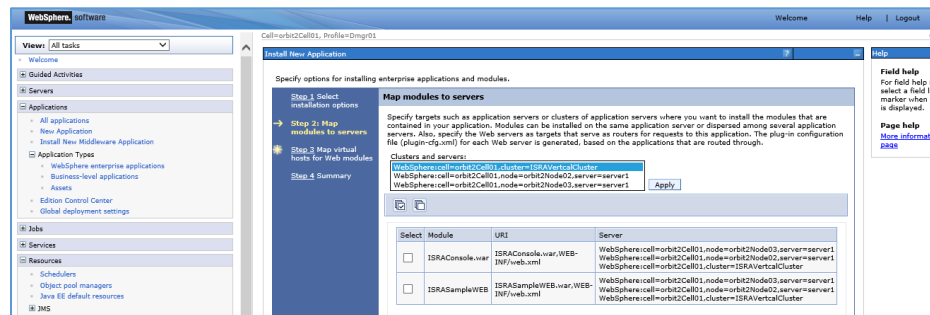 WebSphere. software
Welcome
Help | Logout
Cell=orbit2Cell01, Profile=Dmgr01
View: All tasks
Welcome
Guided Activities
Servers
Applications
All applications
New Application
Install New Middleware Application
Application Types
WebSphere enterprise applications
Business-level applications
Assets
Edition Control Center
Global deployment settings
Jobs
Services
Resources
Schedulers
Object pool managers
Java EE default resources
JMS
Install New Application
?
Specify options for installing enterprise applications and modules.
Step 1 Select
installation options
Step 2: Map
modules to servers
Step 3 Map virtual
hosts for Web modules
Step 4 Summary
Map modules to servers
Specify targets such as application servers or clusters of application servers where you want to install the modules that are
contained in your application. Modules can be installed on the same application server or dispersed among several application
servers. Also, specify the Web servers as targets that serve as routers for requests to this application. The plug-in configuration
file (plugin-cfg.xml) for each Web server is generated, based on the applications that are routed through.
Clusters and servers:
WebSphere:cell=orbit2Cell01,cluster=ISRAVertcalCluster
WebSphere:cell=orbit2Cell01,node=orbit2Node02,server=server1
WebSphere:cell=orbit2Cell01,node=orbit2Node03,server=server1
Apply
Select Module URI Server
ISRAConsole.war
ISRAConsole.war,WEB-
INF/web.xml
WebSphere:cell=orbit2Cell01,node=orbit2Node03,server=server1
WebSphere:cell=orbit2Cell01,node=orbit2Node02,server=server1
WebSphere:cell=orbit2Cell01,cluster=ISRAVertcalCluster
ISRASampleWEB
ISRASampleWEB.war,WEB-
INF/web.xml
WebSphere:cell=orbit2Cell01,node=orbit2Node03,server=server1
WebSphere:cell=orbit2Cell01,node=orbit2Node02,server=server1
WebSphere:cell=orbit2Cell01,cluster=ISRAVertcalCluster
Help
Field help
For field help
select a field l
marker when
is displayed.
Page help
More informat
page